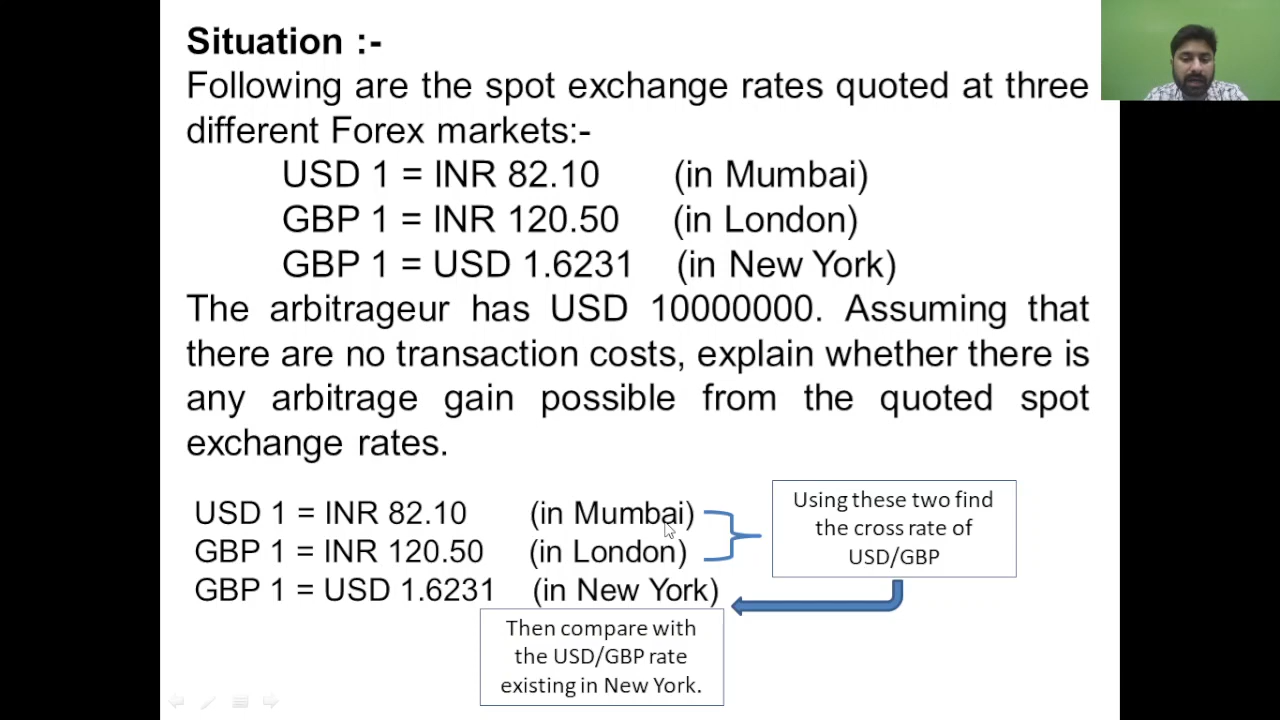 Situation :-
Following are the spot exchange rates quoted at three
different Forex markets:-
USD 1 = INR 82.10 (in Mumbai)
GBP 1 = INR 120.50 (in London)
GBP 1 = USD 1.6231 (in New York)
The arbitrageur has USD 10000000. Assuming that
there are no transaction costs, explain whether there is
any arbitrage gain possible from the quoted spot
exchange rates.
USD 1 = INR 82.10 (in Mumbai)
GBP 1 = INR 120.50 (in London)
GBP 1 = USD 1.6231 (in New York)
Using these two find
the cross rate of
USD/GBP
Then compare with
the USD/GBP rate
existing in New York.